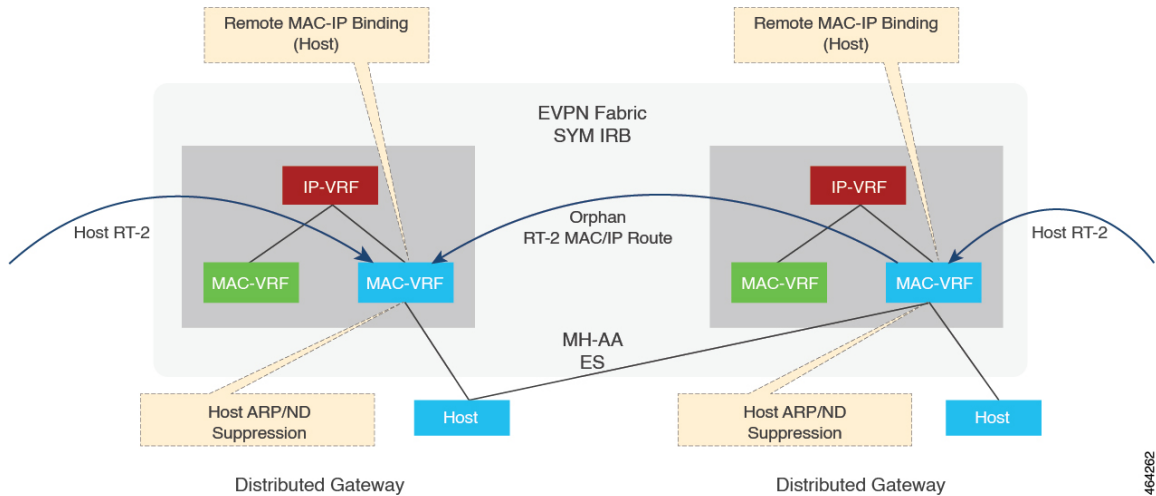 Remote MAC-IP Binding
(Host)
Remote MAC-IP Binding
(Host)
EVPN Fabric
SYM IRB
IP-VRF
IP-VRF
Host RT-2
Orphan
RT-2 MAC/IP Route
Host RT-2
MAC-VRF
MAC-VRF
MAC-VRF
MAC-VRF
MH-AA
ES
Host ARP/ND
Suppression
Host
Host ARP/ND
Suppression
Host
Distributed Gateway
Distributed Gateway
464262